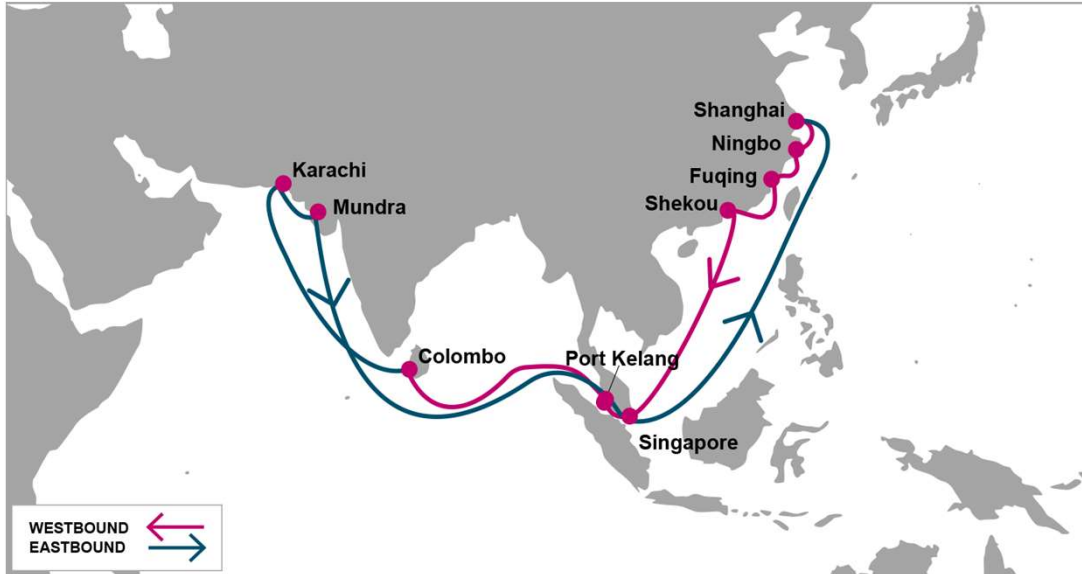 Shanghai
Ningbo
Karachi
Fuqing
Mundra
Shekou
Colombo
Port Kelang
Singapore
WESTBOUND
EASTBOUND